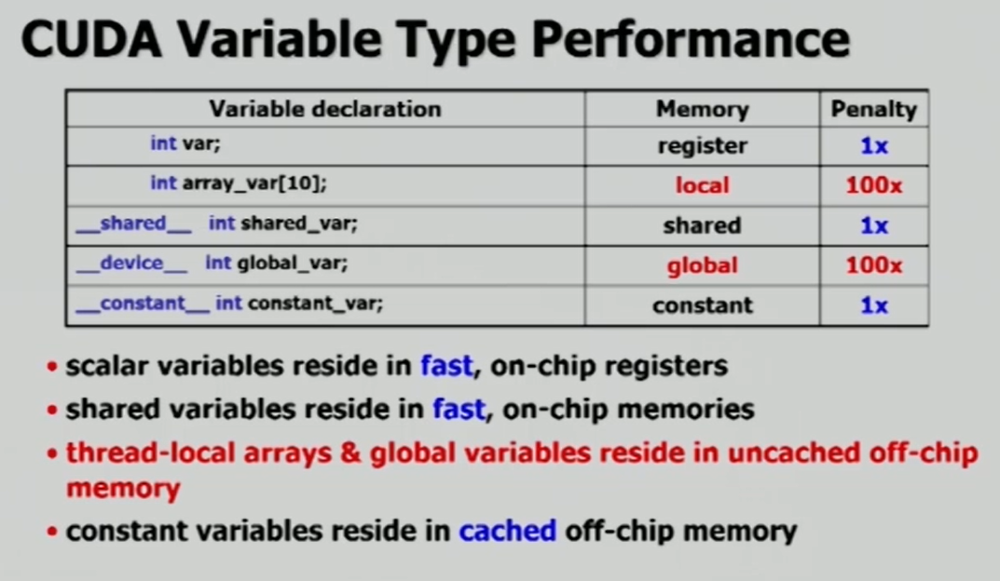 CUDA Variable Type Performance
Variable declaration Memory Penalty
int var; register 1x
int array_var[10]; local 100x
__shared__ int shared_var; shared 1x
__device__ int global_var; global 100x
__constant__ int constant_var; constant 1x
• scalar variables reside in fast, on-chip registers
• shared variables reside in fast, on-chip memories
• thread-local arrays & global variables reside in uncached off-chip
memory
• constant variables reside in cached off-chip memory